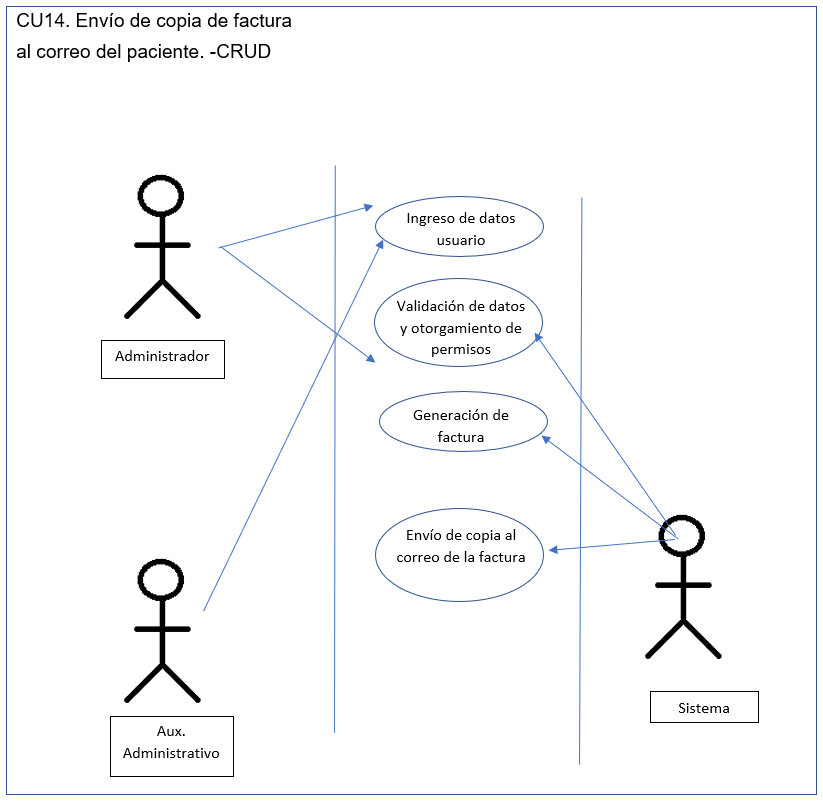 CU14. Envío de copia de factura
al correo del paciente. -CRUD
Ingreso de datos
usuario
Validación de datos
y otorgamiento de
permisos
Administrador
Generación de
factura
Envío de copia al
correo de la factura
Sistema
Aux.
Administrativo